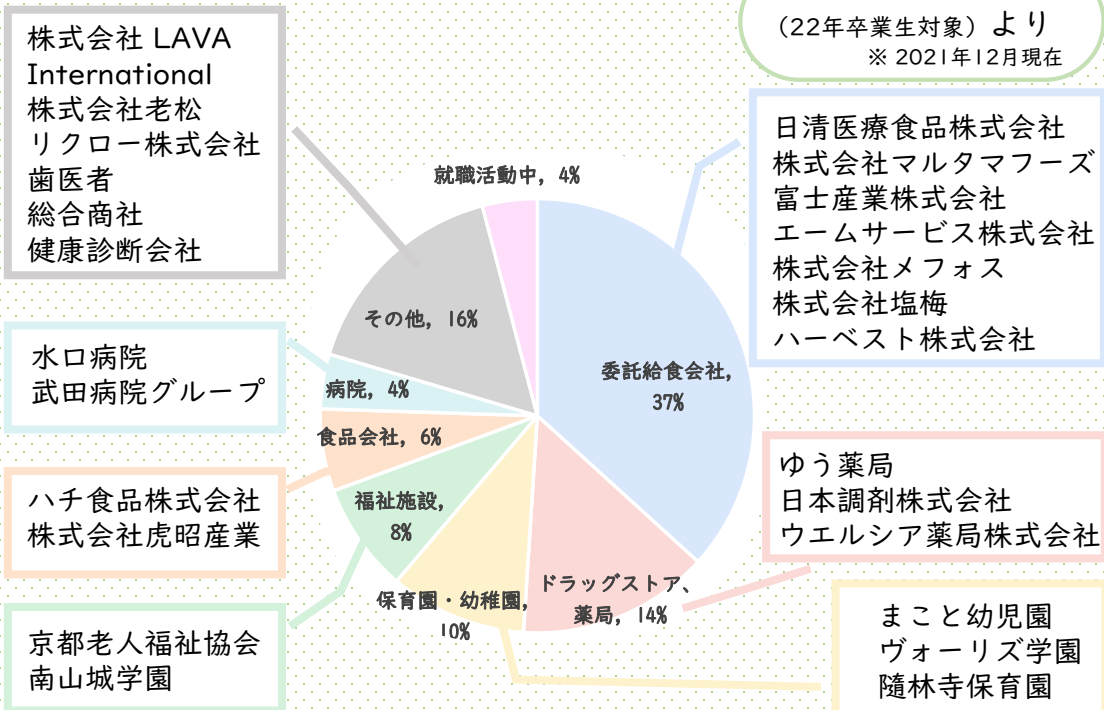 株式会社 LAVA
International
株式会社老松
リクロー株式会社
歯医者
総合商社
健康診断会社
(22年卒業生対象) より
※ 2021年12月現在
日清医療食品株式会社
株式会社マルタマフーズ
富士産業株式会社
エームサービス株式会社
株式会社メフォス
株式会社塩梅
ハーベスト株式会社
就職活動中, 4%
その他, 16%
委託給食会社,
37%
水口病院
武田病院グループ
病院, 4%
食品会社, 6%
ハチ食品株式会社
株式会社虎昭産業
福祉施設,
8%
ゆう薬局
日本調剤株式会社
ウエルシア薬局株式会社
ドラッグストア、
薬局, 14%
保育園・幼稚園,
10%
京都老人福祉協会
南山城学園
まこと幼児園
ヴォーリズ学園
隨林寺保育園